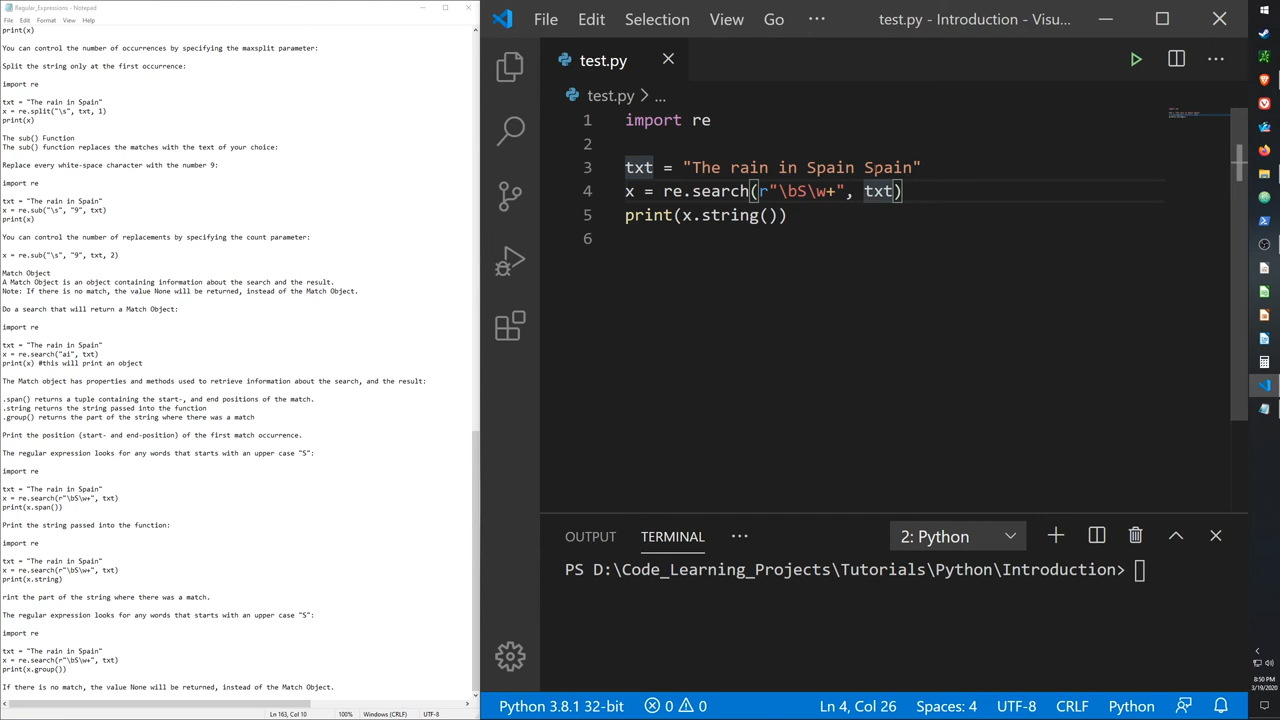 Regular_Expressions - Notepad
File Edit Format View Help
print(x)
You can control the number of occurrences by specifying the maxsplit parameter:
Split the string only at the first occurrence:
import re
txt = "The rain in Spain"
x = re.split("\s", txt, 1)
print(x)
The sub() Function
The sub() function replaces the matches with the text of your choice:
Replace every white-space character with the number 9:
import re
txt = "The rain in Spain"
x = re.sub("\s", "9", txt)
print(x)
You can control the number of replacements by specifying the count parameter:
x = re.sub("\s", "9", txt, 2)
Match Object
A Match Object is an object containing information about the search and the result.
Note: If there is no match, the value None will be returned, instead of the Match Object.
Do a search that will return a Match Object:
import re
txt = "The rain in Spain"
x = re.search("ai", txt)
print(x) #this will print an object
The Match object has properties and methods used to retrieve information about the search, and the result:
.span() returns a tuple containing the start-, and end positions of the match.
.string returns the string passed into the function
.group() returns the part of the string where there was a match
Print the position (start- and end-position) of the first match occurrence.
The regular expression looks for any words that starts with an upper case "S":
import re
txt = "The rain in Spain"
x = re.search(r"\bS\w+", txt)
print(x.span())
Print the string passed into the function:
import re
txt = "The rain in Spain"
x = re.search(r"\bS\w+", txt)
print(x.string)
rint the part of the string where there was a match.
The regular expression looks for any words that starts with an upper case "S":
import re
txt = "The rain in Spain"
x = re.search(r"\bS\w+", txt)
print(x.group())
If there is no match, the value None will be returned, instead of the Match Object.
Ln 163, Col 10 100% Windows (CRLF) UTF-8
File Edit Selection View Go ··· test.py - Introduction - Visu...
test.py
test.py > ...
1 import re
2
3 txt = "The rain in Spain Spain"
4 x = re.search(r"\bS\w+", txt)
5 print(x.string())
6
OUTPUT TERMINAL ··· 2: Python
PS D:\Code_Learning_Projects\Tutorials\Python\Introduction>
Python 3.8.1 32-bit 0 0 Ln 4, Col 26 Spaces: 4 UTF-8 CRLF Python
8:50 PM
3/19/2020